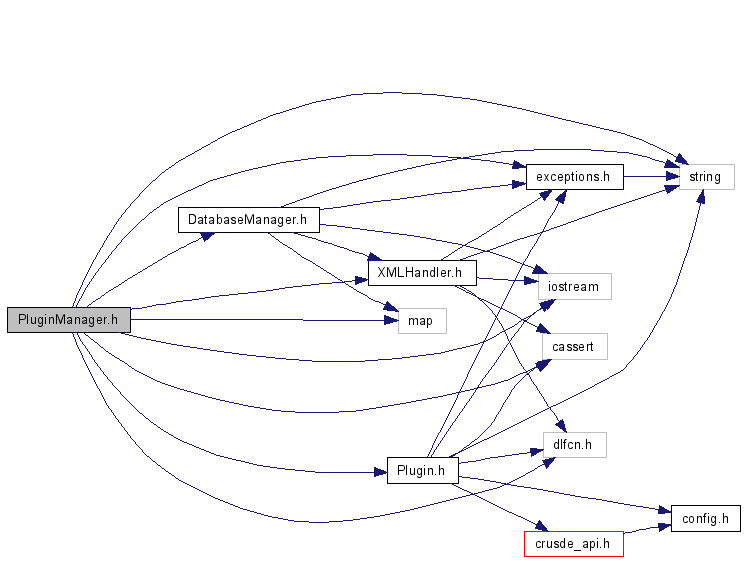 exceptions.h
string
DatabaseManager.h
XMLHandler.h
iostream
PluginManager.h
map
cassert
dlfcn.h
Plugin.h
config.h
crusde_api.h